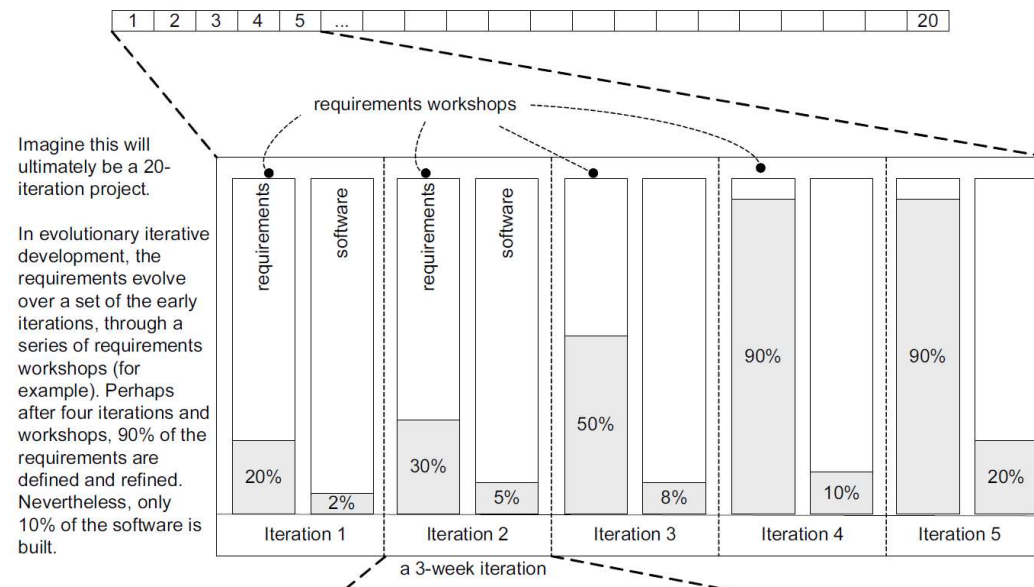 1 2 3 4 5 ... 20
requirements workshops
Imagine this will
ultimately be a 20-
iteration project.
In evolutionary iterative
development, the
requirements evolve
over a set of the early
iterations, through a
series of requirements
workshops (for
example). Perhaps
after four iterations and
workshops, 90% of the
requirements are
defined and refined.
Nevertheless, only
10% of the software is
built.
requirements
software
requirements
software
20%
2%
30%
5%
50%
8%
90%
10%
90%
20%
Iteration 1
Iteration 2
Iteration 3
Iteration 4
Iteration 5
a 3-week iteration